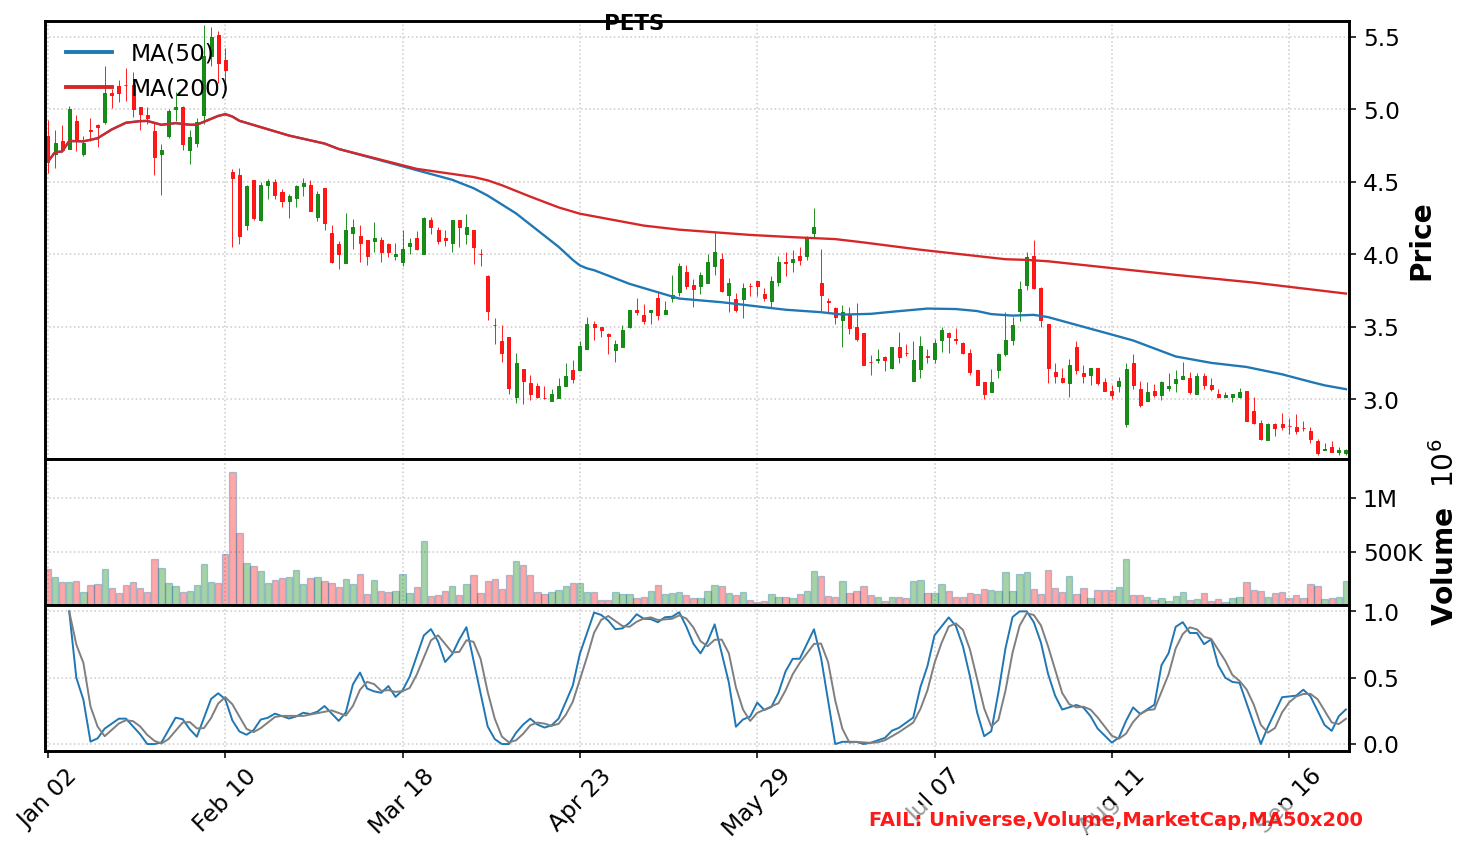 PETS
MA(50)
MA(200)
5.5
5.0
4.5
4.0
3.5
3.0
Price
1M
500K
Volume 10^6
1.0
0.5
0.0
Jan 02
Feb 10
Mar 18
Apr 23
May 29
Jul 07
Aug 11
Sep 16
FAIL: Universe,Volume,MarketCap,MA50x200